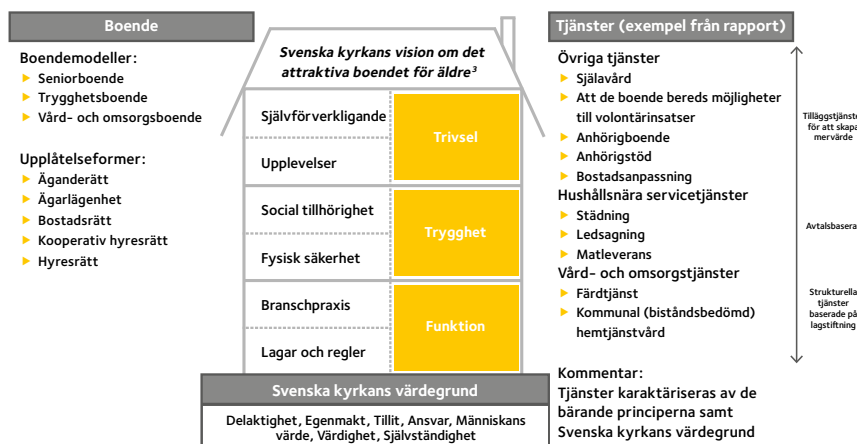 Boende
Boendemodeller:
Seniorboende
Trygghetsboende
Vård- och omsorgsboende
Upplåtelseformer:
Äganderätt
Ägarlägenhet
Bostadsrätt
Kooperativ hyresrätt
Hyresrätt
Svenska kyrkans vision om det
attraktiva boendet för äldre³
Självförverkligande
Upplevelser
Trivsel
Social tillhörighet
Fysisk säkerhet
Trygghet
Branschpraxis
Lagar och regler
Funktion
Svenska kyrkans värdegrund
Delaktighet, Egenmakt, Tillit, Ansvar, Människans
värde, Värdighet, Självständighet
Tjänster (exempel från rapport)
Övriga tjänster
Själavård
Att de boende bereds möjligheter
till volontärinsatser
Anhörigboende
Anhörigstöd
Bostadsanpassning
Hushållsnära servicetjänster
Städning
Ledsagning
Matleverans
Vård- och omsorgstjänster
Färdtjänst
Kommunal (biståndsbedömd)
hemtjänstvård
Kommentar:
Tjänster karaktäriseras av de
bärande principerna samt
Svenska kyrkans värdegrund
Tilläggstjänste
för att skapa
mervärde
Avtalsbasera
Strukturella
tjänster
baserade på
lagstiftning